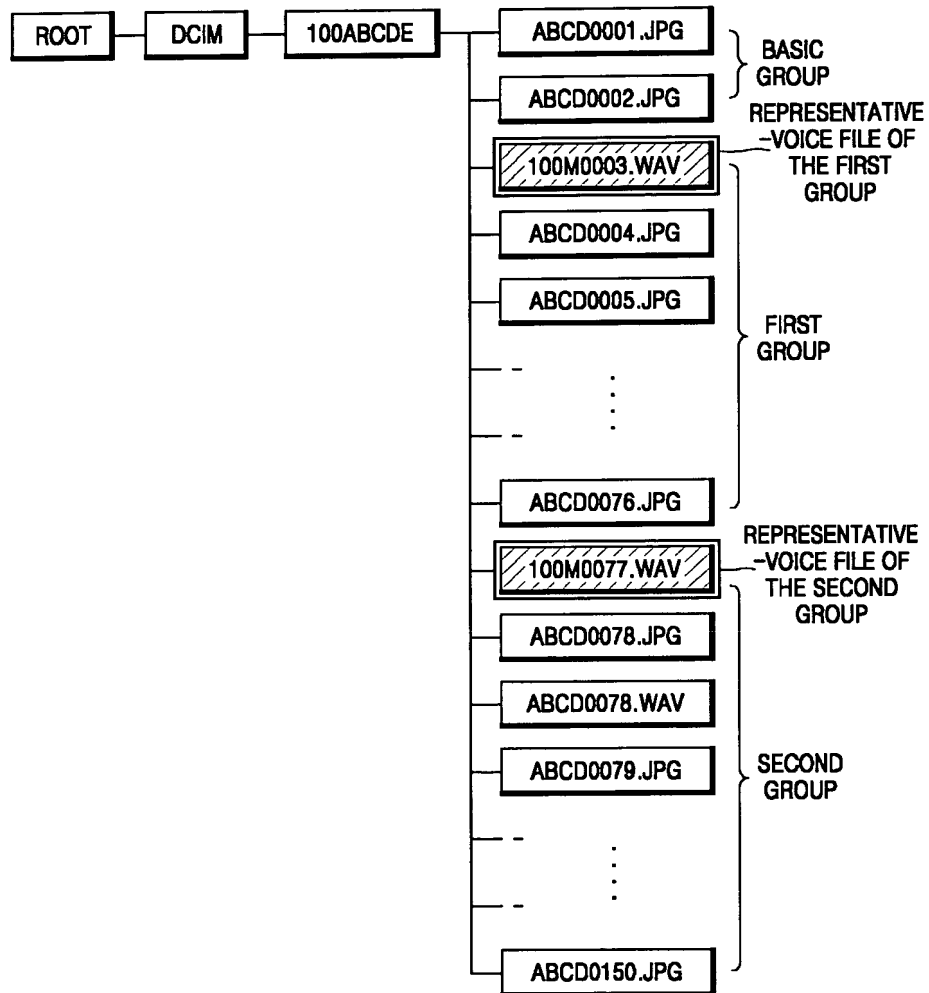 ROOT
DCIM
100ABCDE
ABCD0001.JPG
ABCD0002.JPG
BASIC
GROUP
100M0003.WAV
REPRESENTATIVE
-VOICE FILE OF
THE FIRST
GROUP
ABCD0004.JPG
ABCD0005.JPG
FIRST
GROUP
ABCD0076.JPG
100M0077.WAV
REPRESENTATIVE
-VOICE FILE OF
THE SECOND
GROUP
ABCD0078.JPG
ABCD0078.WAV
ABCD0079.JPG
SECOND
GROUP
ABCD0150.JPG